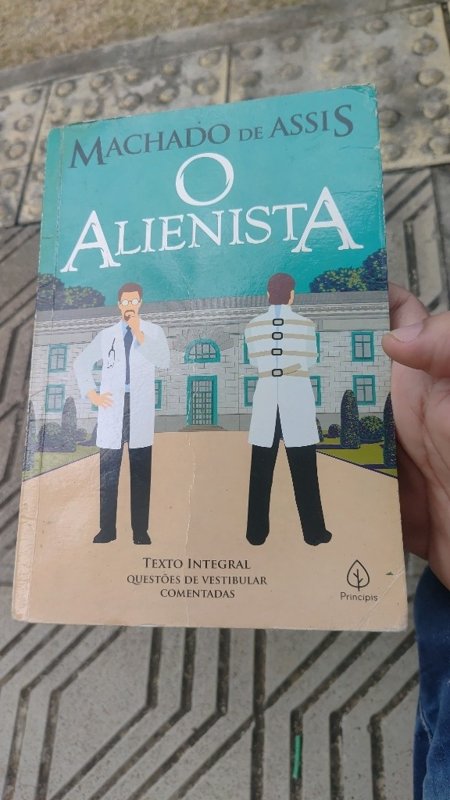 MACHADO DE ASSIS
O
ALIENISTA
TEXTO INTEGRAL
QUESTÕES DE VESTIBULAR
COMENTADAS
Principis